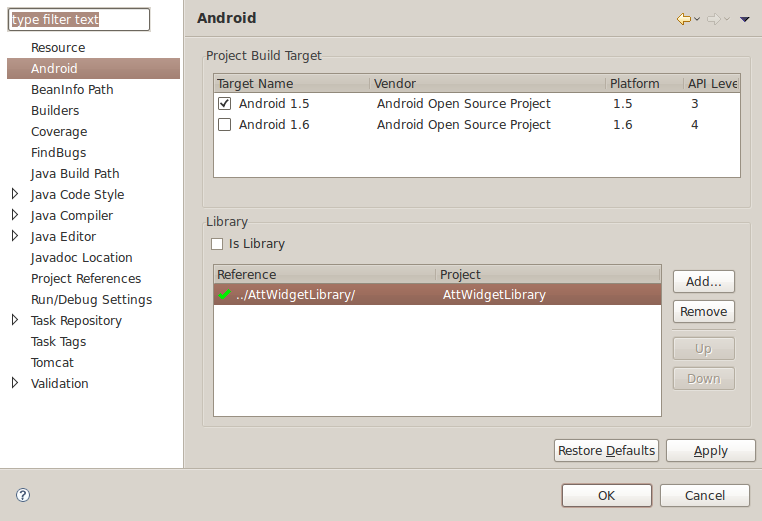 type filter text
Resource
Android
BeanInfo Path
Builders
Coverage
FindBugs
Java Build Path
Java Code Style
Java Compiler
Java Editor
Javadoc Location
Project References
Run/Debug Settings
Task Repository
Task Tags
Tomcat
Validation
Android
Project Build Target
Target Name Vendor Platform API Leve
Android 1.5 Android Open Source Project 1.5 3
Android 1.6 Android Open Source Project 1.6 4
Library
Is Library
Reference Project
../AttWidgetLibrary/ AttWidgetLibrary
Add...
Remove
Up
Down
Restore Defaults Apply
? OK Cancel